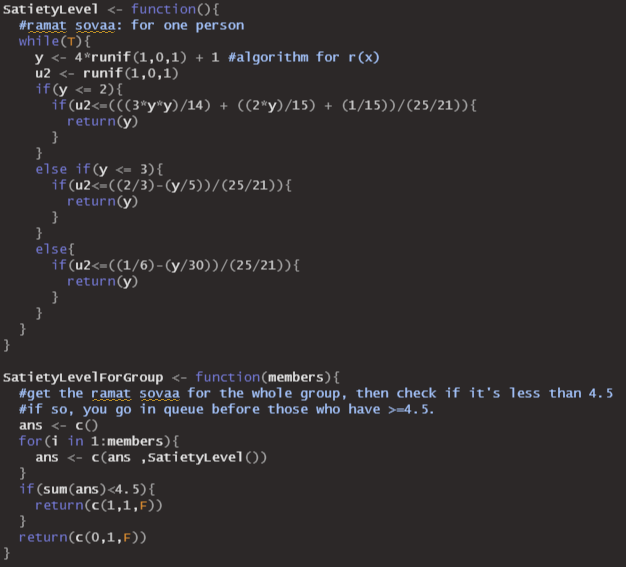 SatietyLevel <- function(){
  #ramat sovaa: for one person
  while(T){
    y <- 4*runif(1,0,1) + 1 #algorithm for r(x)
    u2 <- runif(1,0,1)
    if(y <= 2){
      if(u2<=(((3*y*y)/14) + ((2*y)/15) + (1/15))/(25/21)){
        return(y)
      }
    }
    else if(y <= 3){
      if(u2<=((2/3)-(y/5))/(25/21)){
        return(y)
      }
    }
    else{
      if(u2<=((1/6)-(y/30))/(25/21)){
        return(y)
      }
    }
  }
}

SatietyLevelForGroup <- function(members){
  #get the ramat sovaa for the whole group, then check if it's less than 4.5
  #if so, you go in queue before those who have >=4.5.
  ans <- c()
  for(i in 1:members){
    ans <- c(ans ,SatietyLevel())
  }
  if(sum(ans)<4.5){
    return(c(1,1,F))
  }
  return(c(0,1,F))
}